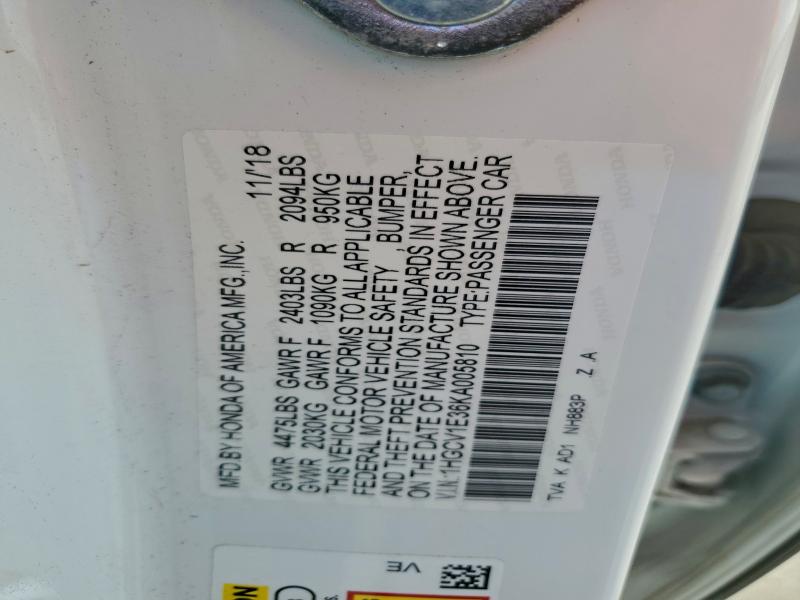 MFD.BY HONDA OF AMERICA MFG.,INC. 11/'18
GVWR 4475LBS GAWR F 2403LBS R 2094LBS
GVWR 2030KG GAWR F 1090KG R 950KG
THIS VEHICLE CONFORMS TO ALL APPLICABLE
FEDERAL MOTOR VEHICLE SAFETY , BUMPER,
AND THEFT PREVENTION STANDARDS IN EFFECT
ON THE DATE OF MANUFACTURE SHOWN ABOVE.
V.I.N.:1HGCV1E36KA005810 TYPE:PASSENGER CAR
TVA K AD1 NH883P Z A
HONDA
VE